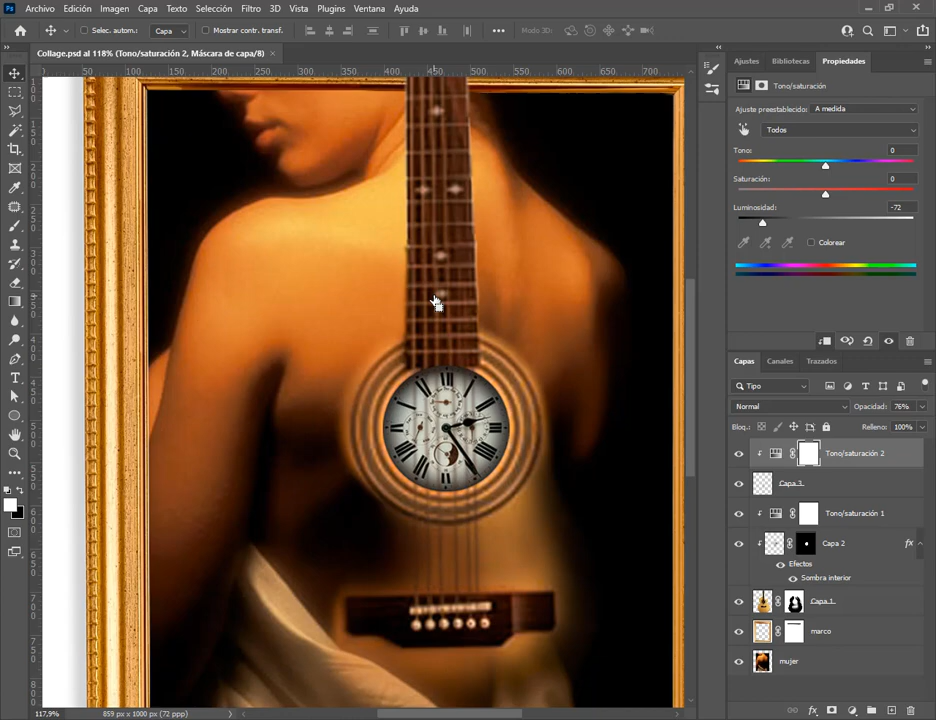 Archivo Edición Imagen Capa Texto Selección Filtro 3D Vista Plugins Ventana Ayuda
Selec. autom.: Capa Mostrar contr. transf. Modo 3D:
Collage.psd al 118% (Tono/saturación 2, Máscara de capa/8)
50 100 150 200 250 300 350 400 450 500 550 600 650 700
Ajustes Bibliotecas Propiedades
Tono/saturación
Ajuste preestablecido: A medida
Todos
Tono: 0
Saturación: 0
Luminosidad: -72
Colorear
Capas Canales Trazados
Tipo
Normal Opacidad: 76%
Bloq.: Relleno: 100%
Tono/saturación 2
Capa 3
Tono/saturación 1
Capa 2 fx
Efectos
Sombra interior
Capa 1
marco
mujer
117,9% 859 px x 1000 px (72 ppp)